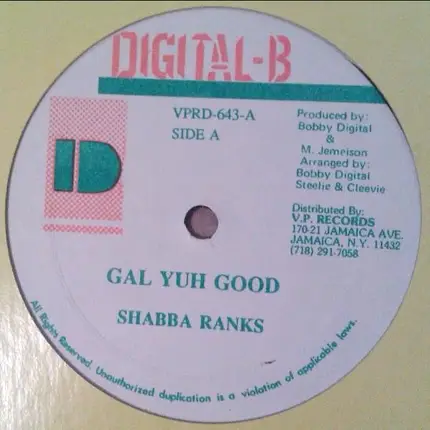 DIGITAL-B
VPRD-643-A
SIDE A
Produced by:
Bobby Digital
&
M. Jemeison
Arranged by:
Bobby Digital
Steelie & Cleevie
Distributed By:
V.P. RECORDS
170-21 JAMAICA AVE.
JAMAICA, N.Y. 11432
(718) 291-7058
D
GAL YUH GOOD
SHABBA RANKS
All Rights Reserved. Unauthorized duplication is a violation of applicable laws.